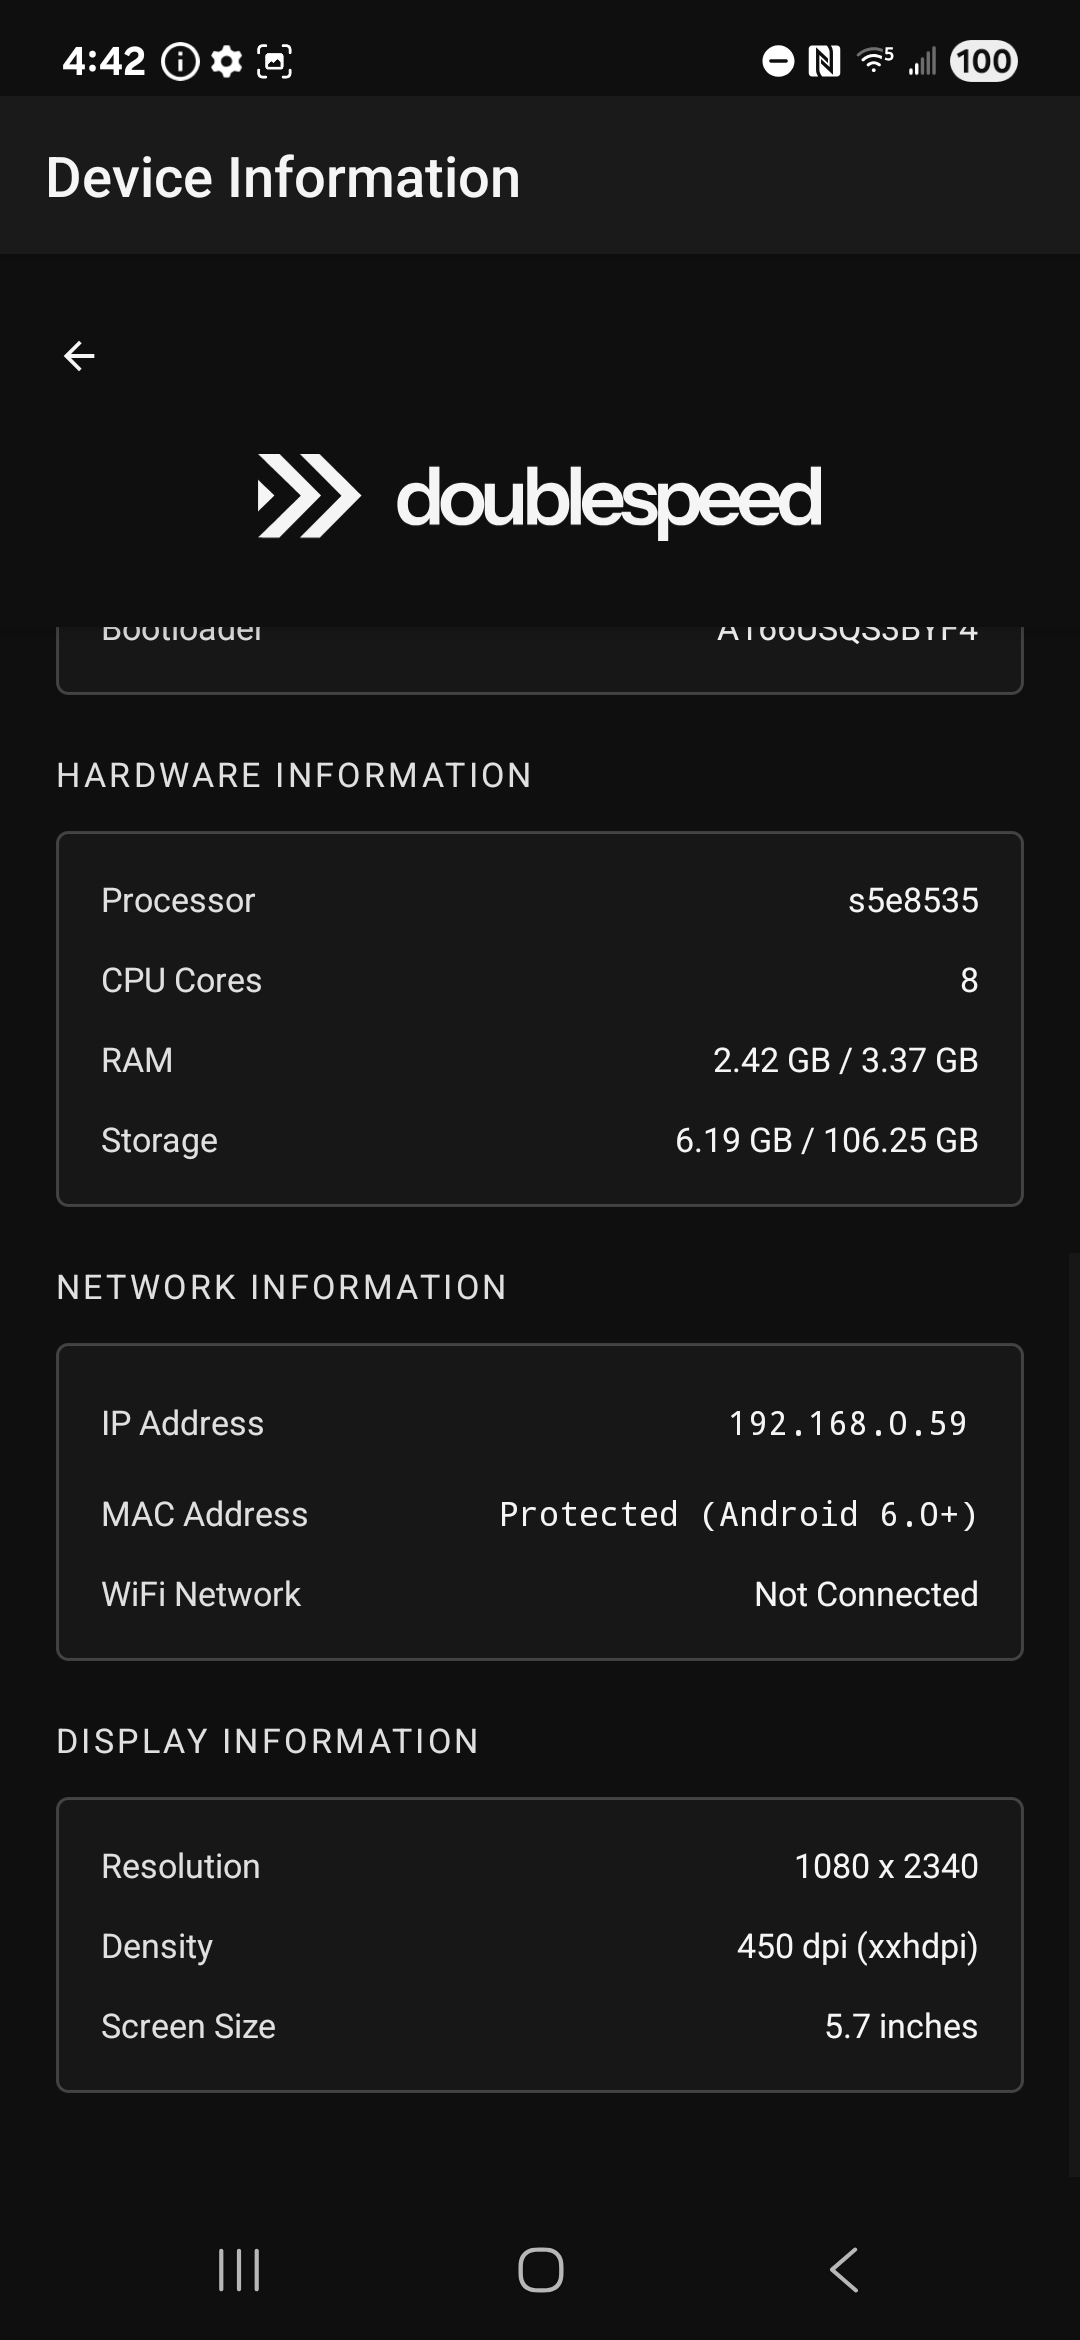 4:42
5
100
Device Information
doublespeed
Bootloader A166USQS3BYF4
HARDWARE INFORMATION
Processor s5e8535
CPU Cores 8
RAM 2.42 GB / 3.37 GB
Storage 6.19 GB / 106.25 GB
NETWORK INFORMATION
IP Address 192.168.0.59
MAC Address Protected (Android 6.0+)
WiFi Network Not Connected
DISPLAY INFORMATION
Resolution 1080 x 2340
Density 450 dpi (xxhdpi)
Screen Size 5.7 inches